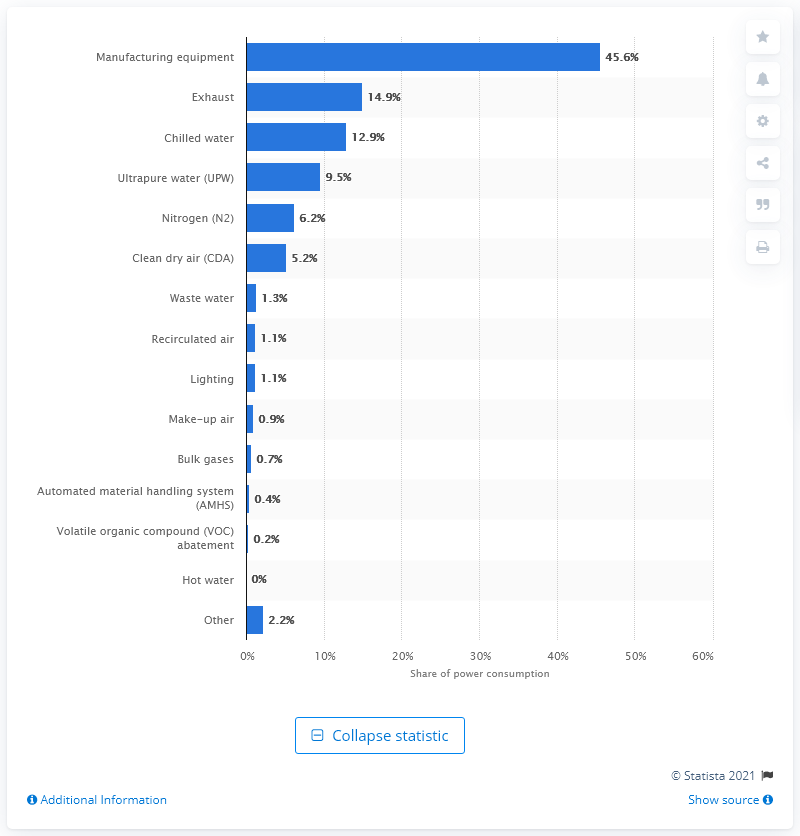 Manufacturing equipment 45.6%
Exhaust 14.9%
Chilled water 12.9%
Ultrapure water (UPW) 9.5%
Nitrogen (N2) 6.2%
Clean dry air (CDA) 5.2%
Waste water 1.3%
Recirculated air 1.1%
Lighting 1.1%
Make-up air 0.9%
Bulk gases 0.7%
Automated material handling system
(AMHS) 0.4%
Volatile organic compound (VOC)
abatement 0.2%
Hot water 0%
Other 2.2%
0% 10% 20% 30% 40% 50% 60%
Share of power consumption
Collapse statistic
© Statista 2021
Additional Information
Show source